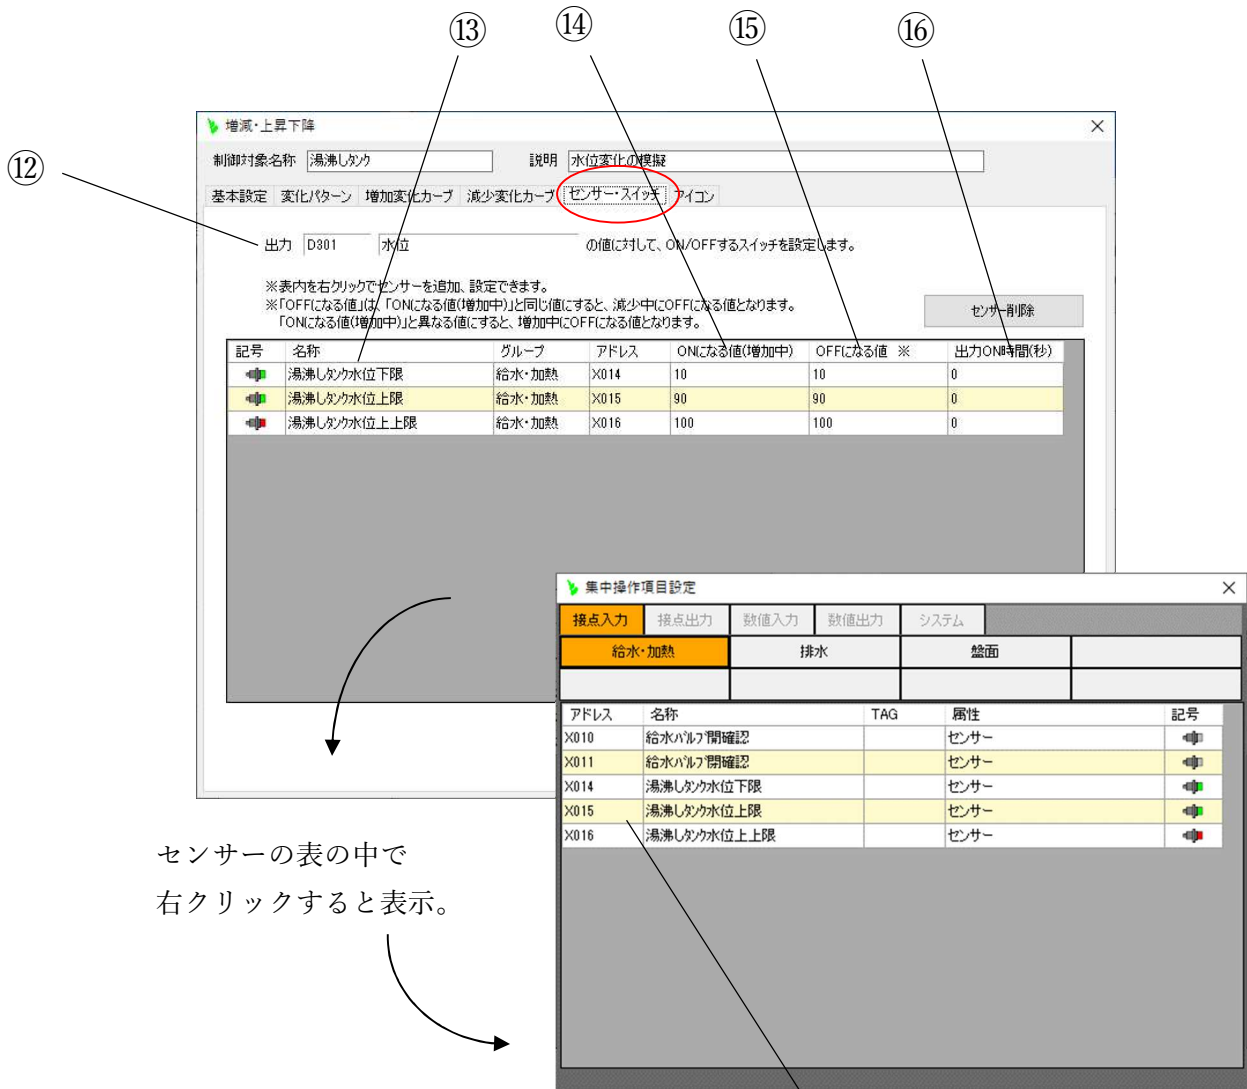 ⑬ ⑭ ⑮ ⑯
増減・上昇下降
⑫
制御対象名称 湯沸しタンク 説明 水位変化の模擬
基本設定 変化パターン 増加変化カーブ 減少変化カーブ センサー・スイッチ アイコン
出力 D301 水位 の値に対して、ON/OFFするスイッチを設定します。
※表内を右クリックでセンサーを追加、設定できます。
※「OFFになる値」は、「ONになる値(増加中)」と同じ値にすると、減少中にOFFになる値となります。
「ONになる値(増加中)」と異なる値にすると、増加中にOFFになる値となります。
センサー削除
記号 名称 グループ アドレス ONになる値(増加中) OFFになる値 ※ 出力ON時間(秒)
湯沸しタンク水位下限 給水・加熱 X014 10 10 0
湯沸しタンク水位上限 給水・加熱 X015 90 90 0
湯沸しタンク水位上上限 給水・加熱 X016 100 100 0
集中操作項目設定
接点入力 接点出力 数値入力 数値出力 システム
給水・加熱 排水 盤面
アドレス 名称 TAG 属性 記号
X010 給水バルブ開確認 センサー
X011 給水バルブ閉確認 センサー
X014 湯沸しタンク水位下限 センサー
X015 湯沸しタンク水位上限 センサー
X016 湯沸しタンク水位上上限 センサー
センサーの表の中で
右クリックすると表示。